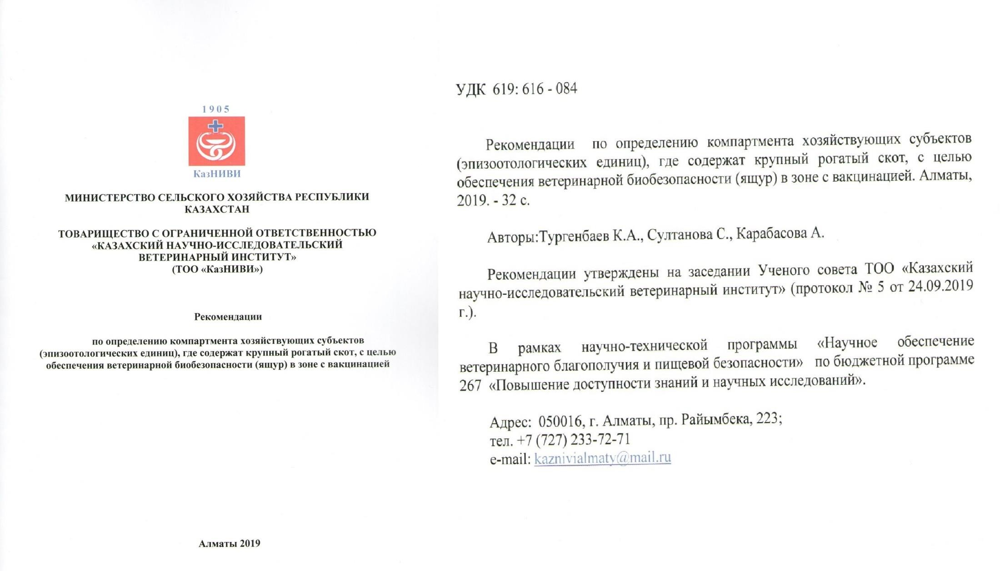 1905
КазНИВИ
МИНИСТЕРСТВО СЕЛЬСКОГО ХОЗЯЙСТВА РЕСПУБЛИКИ
КАЗАХСТАН
ТОВАРИЩЕСТВО С ОГРАНИЧЕННОЙ ОТВЕТСТВЕННОСТЬЮ
«КАЗАХСКИЙ НАУЧНО-ИССЛЕДОВАТЕЛЬСКИЙ
ВЕТЕРИНАРНЫЙ ИНСТИТУТ»
(ТОО «КазНИВИ»)
Рекомендации
по определению компартмента хозяйствующих субъектов
(эпизоотологических единиц), где содержат крупный рогатый скот, с целью
обеспечения ветеринарной биобезопасности (ящур) в зоне с вакцинацией
Алматы 2019
УДК 619: 616 - 084
Рекомендации по определению компартмента хозяйствующих субъектов
(эпизоотологических единиц), где содержат крупный рогатый скот, с целью
обеспечения ветеринарной биобезопасности (ящур) в зоне с вакцинацией. Алматы,
2019. - 32 с.
Авторы:Тургенбаев К.А., Султанова С., Карабасова А.
Рекомендации утверждены на заседании Ученого совета ТОО «Казахский
научно-исследовательский ветеринарный институт» (протокол № 5 от 24.09.2019
г.).
В рамках научно-технической программы «Научное обеспечение
ветеринарного благополучия и пищевой безопасности» по бюджетной программе
267 «Повышение доступности знаний и научных исследований».
Адрес: 050016, г. Алматы, пр. Райымбека, 223;
тел. +7 (727) 233-72-71
e-mail: kaznivialmaty@mail.ru